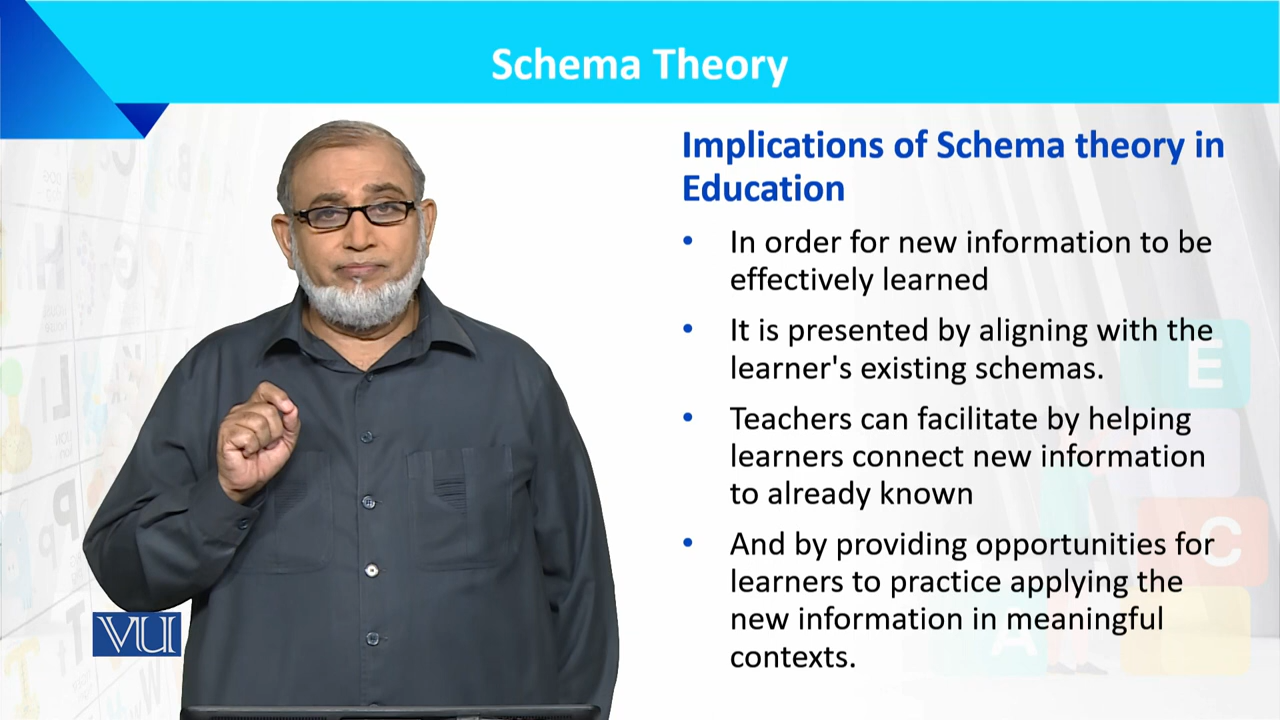 Schema Theory
Implications of Schema theory in
Education
• In order for new information to be
effectively learned
• It is presented by aligning with the
learner's existing schemas.
• Teachers can facilitate by helping
learners connect new information
to already known
• And by providing opportunities for
learners to practice applying the
new information in meaningful
contexts.
VU
E
C
A